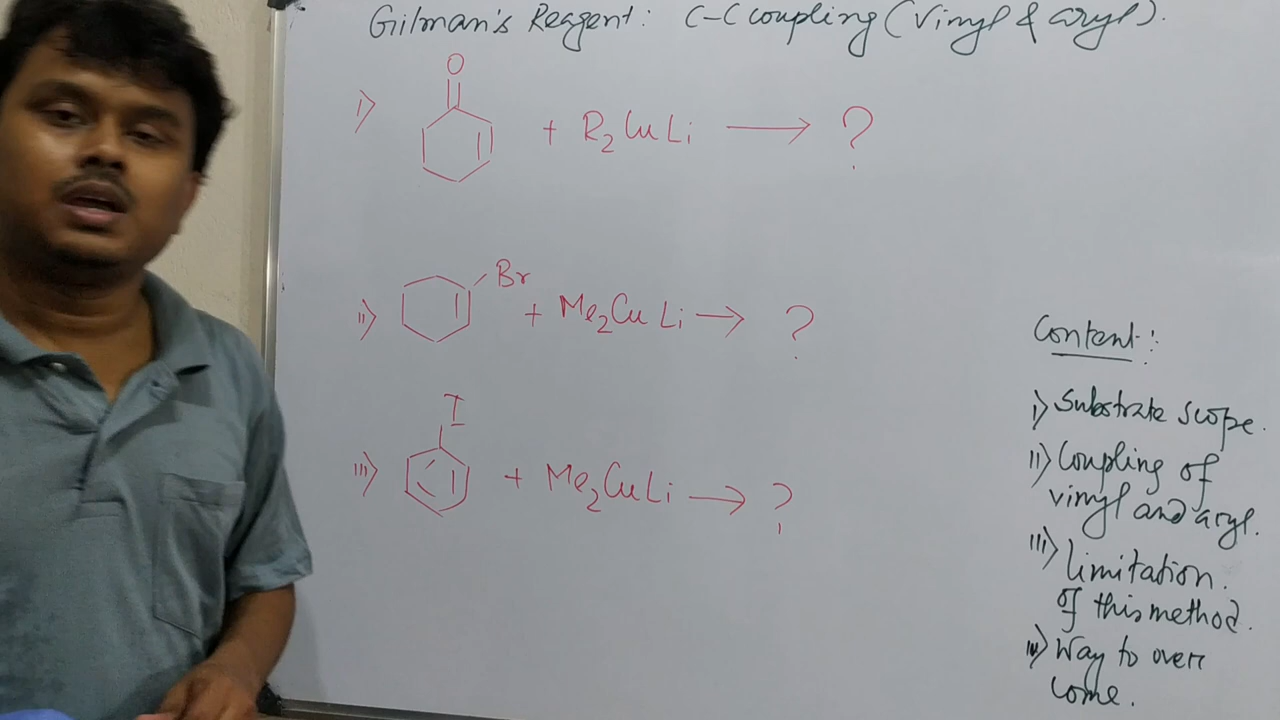 Gilman's Reagent: C-C coupling (Vinyl & aryl).
i) O + R₂CuLi ⟶ ?
ii) Br + Me₂CuLi ⟶ ?
iii) I + Me₂CuLi ⟶ ?
Content:
i) Substrate scope.
ii) Coupling of
vinyl and aryl.
iii) limitation
of this method.
iv) Way to over
come.